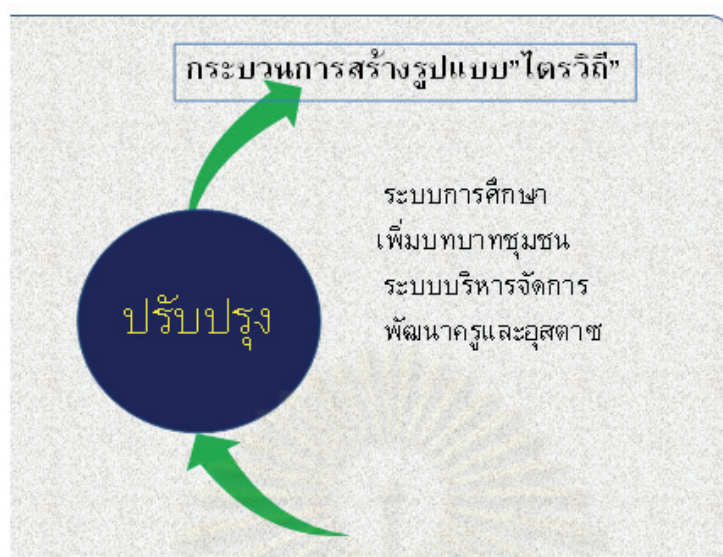 กระบวนการสร้างรูปแบบ”ไตรวิถี”
ระบบการศึกษา
เพิ่มบทบาทชุมชน
ระบบบริหารจัดการ
พัฒนาครูและอุสตาซ
ปรับปรุง